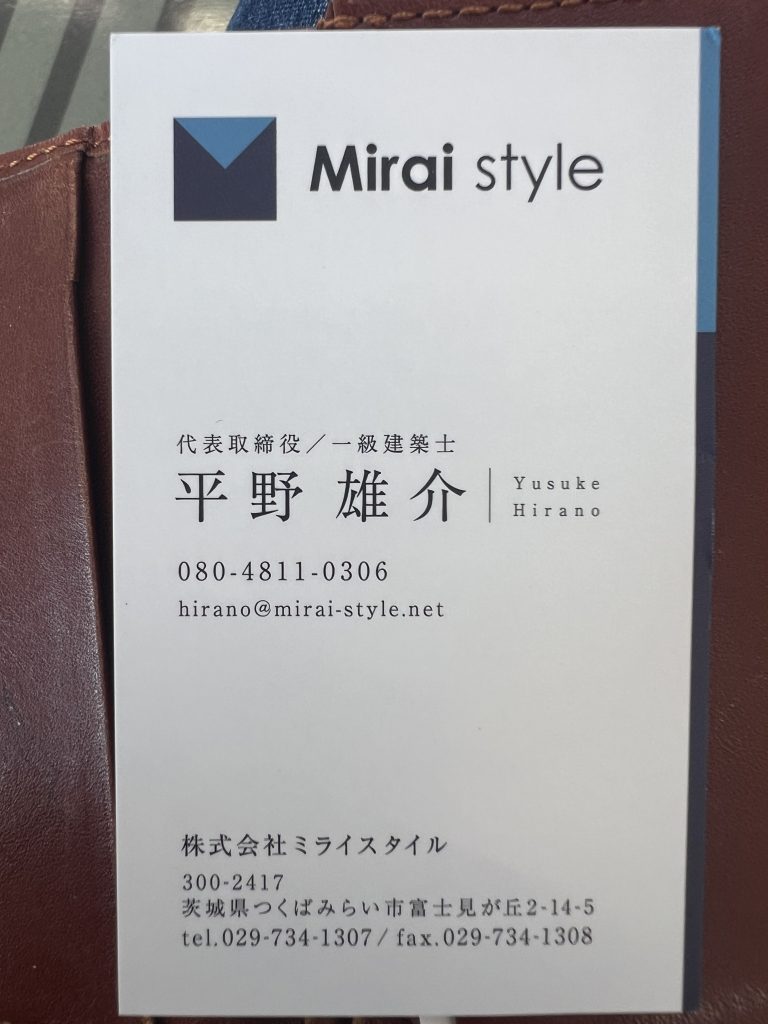 Mirai style
代表取締役／一級建築士
平野 雄介
Yusuke
Hirano
080-4811-0306
hirano@mirai-style.net
株式会社ミライスタイル
300-2417
茨城県つくばみらい市富士見が丘2-14-5
tel.029-734-1307 / fax.029-734-1308